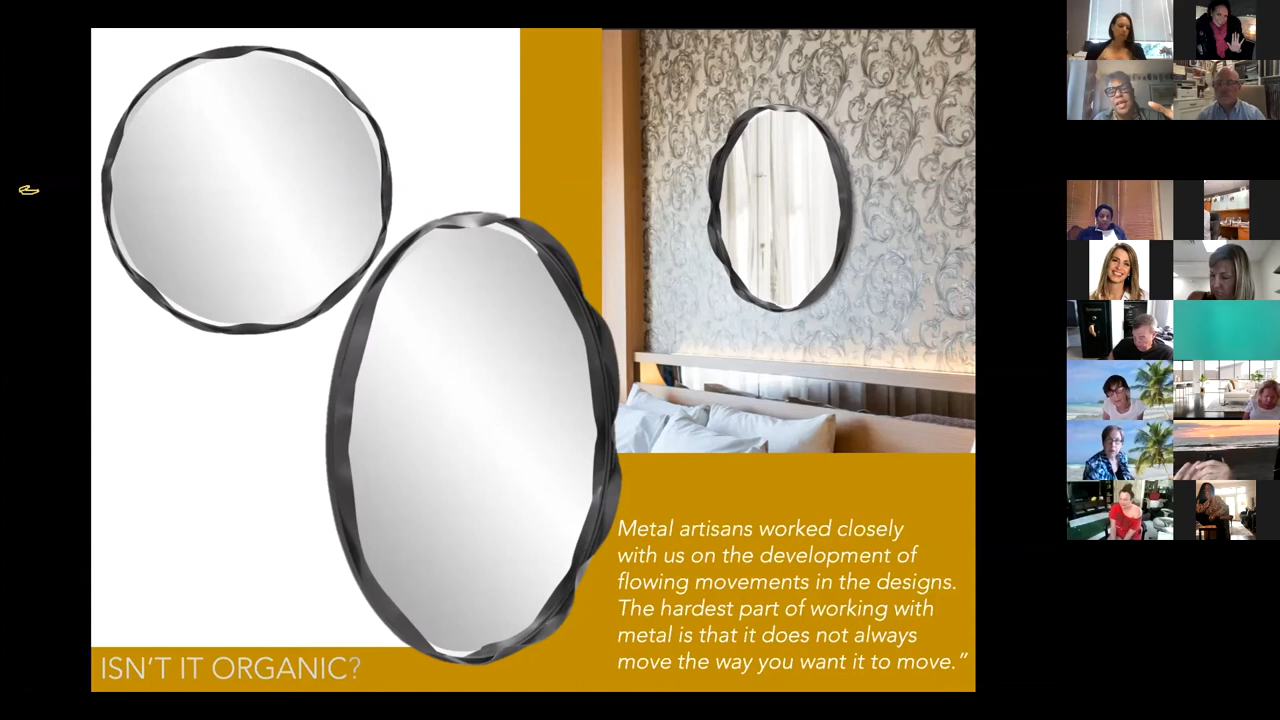 Metal artisans worked closely
with us on the development of
flowing movements in the designs.
The hardest part of working with
metal is that it does not always
move the way you want it to move.”
ISN’T IT ORGANIC?